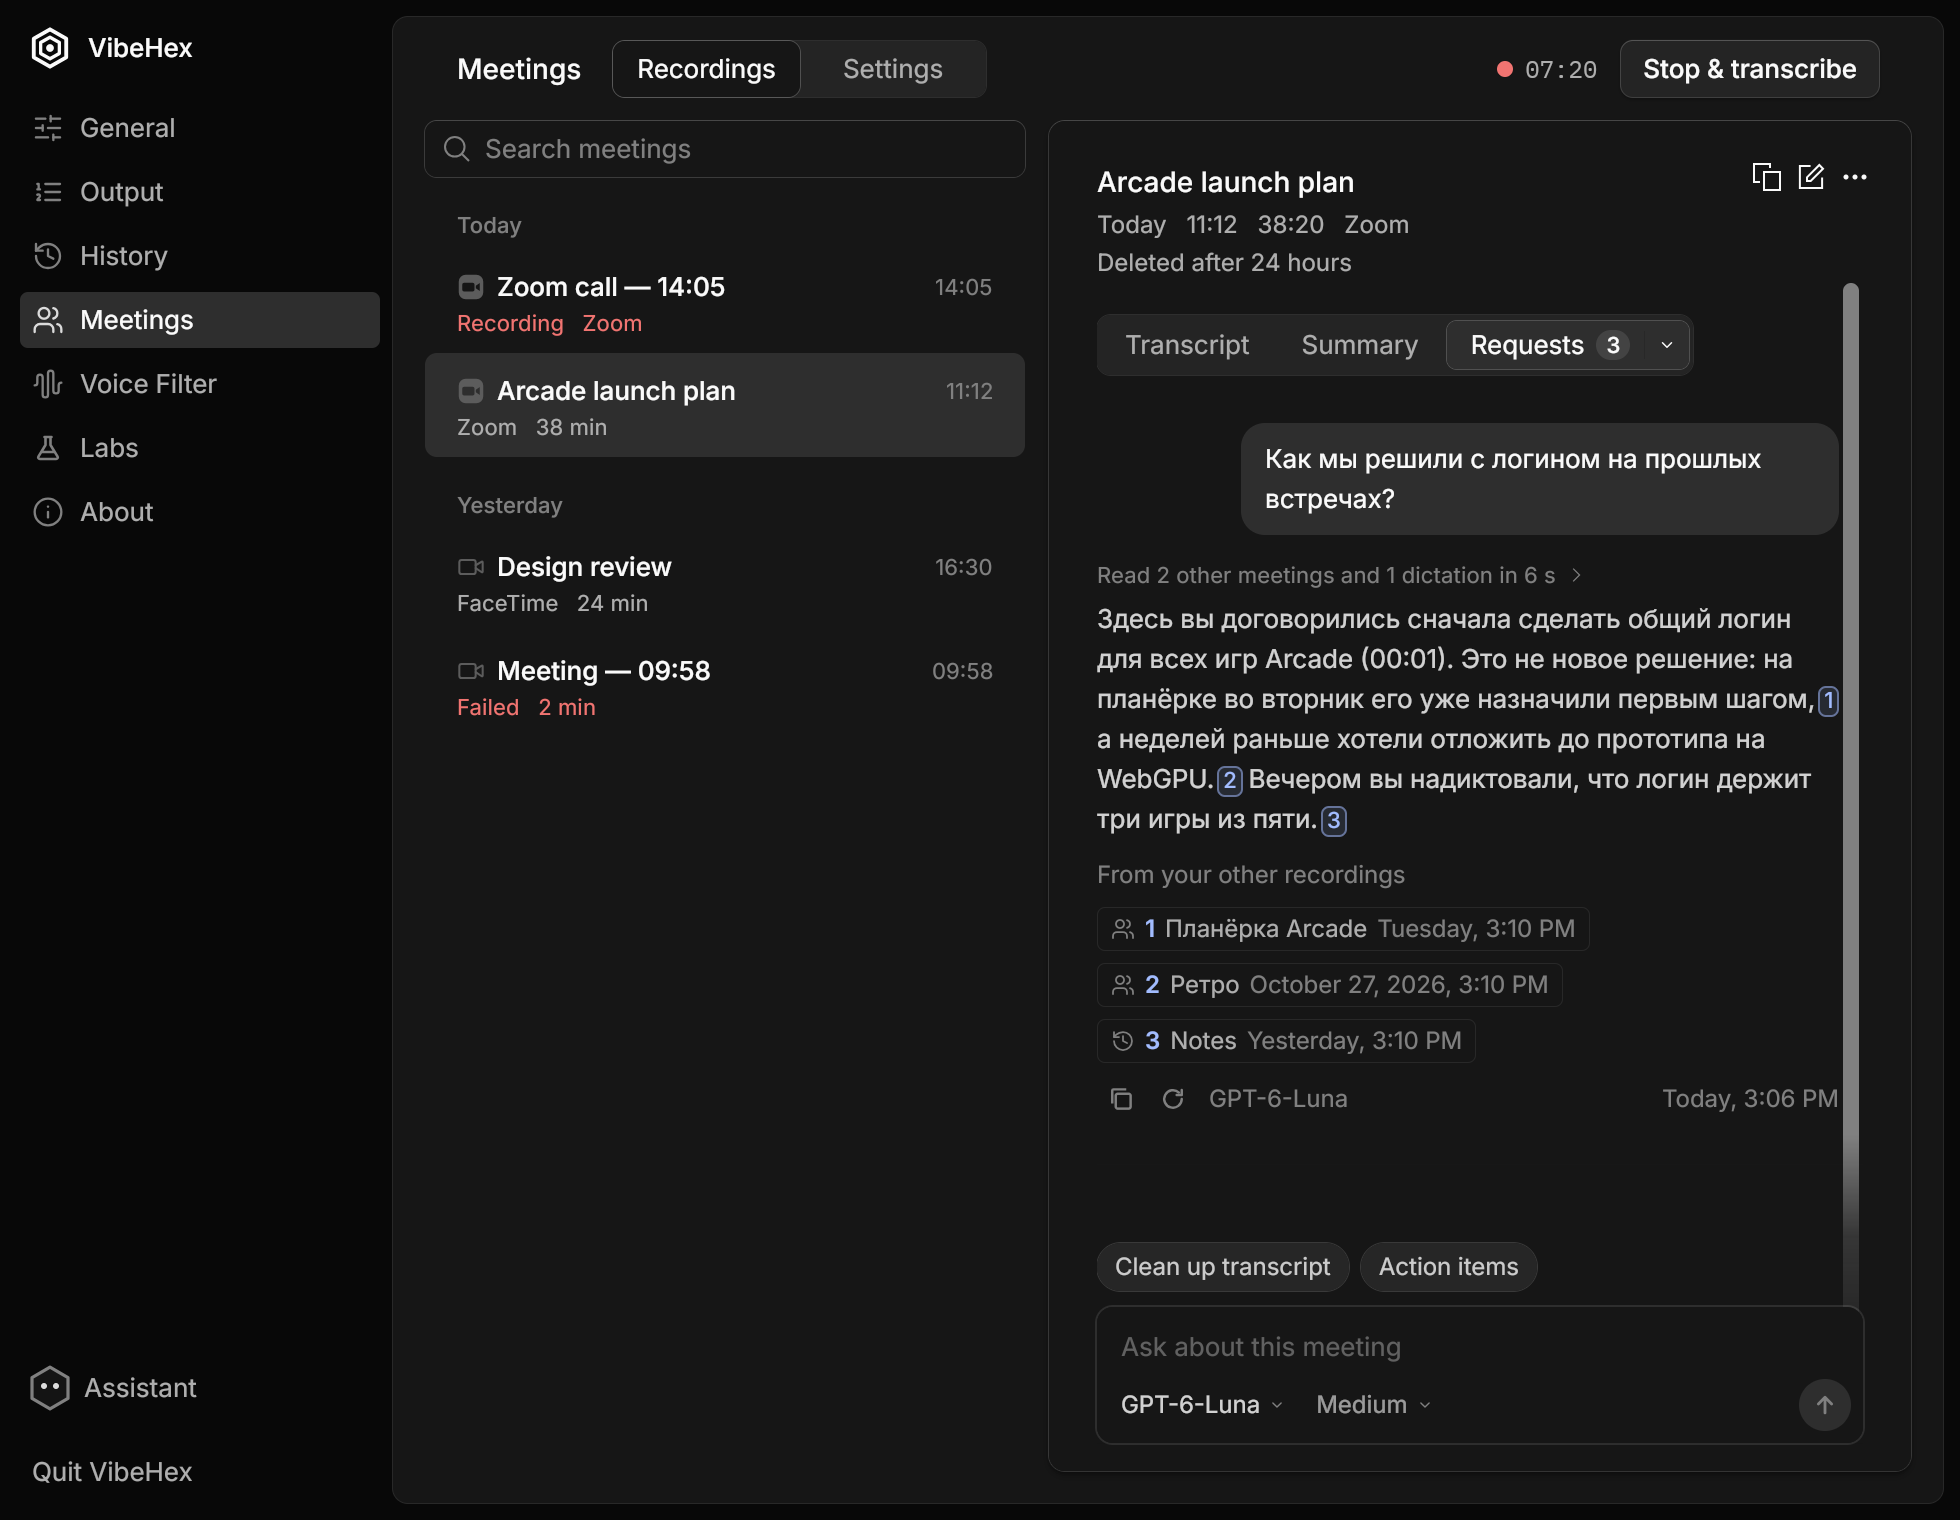 VibeHex
General
Output
History
Meetings
Voice Filter
Labs
About
Assistant
Quit VibeHex
Meetings
Recordings
Settings
07:20
Stop & transcribe
Search meetings
Today
Zoom call — 14:05
14:05
Recording Zoom
Arcade launch plan
11:12
Zoom 38 min
Yesterday
Design review
16:30
FaceTime 24 min
Meeting — 09:58
09:58
Failed 2 min
Arcade launch plan
Today 11:12 38:20 Zoom
Deleted after 24 hours
Transcript
Summary
Requests 3
Как мы решили с логином на прошлых
встречах?
Read 2 other meetings and 1 dictation in 6 s
Здесь вы договорились сначала сделать общий логин
для всех игр Arcade (00:01). Это не новое решение: на
планёрке во вторник его уже назначили первым шагом, 1
а неделей раньше хотели отложить до прототипа на
WebGPU. 2 Вечером вы надиктовали, что логин держит
три игры из пяти. 3
From your other recordings
1 Планёрка Arcade Tuesday, 3:10 PM
2 Ретро October 27, 2026, 3:10 PM
3 Notes Yesterday, 3:10 PM
GPT-6-Luna
Today, 3:06 PM
Clean up transcript
Action items
Ask about this meeting
GPT-6-Luna
Medium